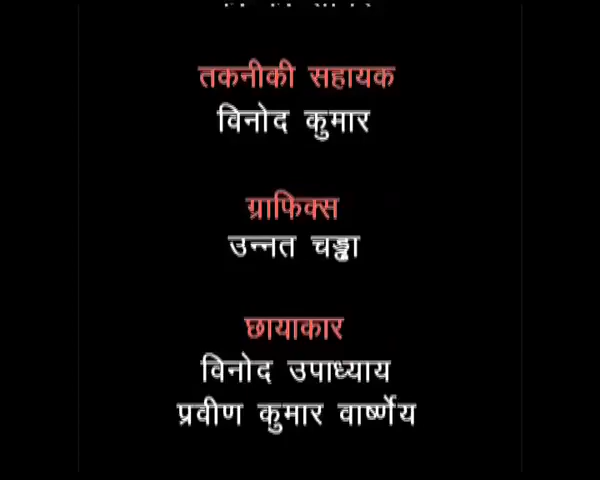 तकनीकी सहायक
विनोद कुमार
ग्राफिक्स
उन्नत चड्ढा
छायाकार
विनोद उपाध्याय
प्रवीण कुमार वार्ष्णेय